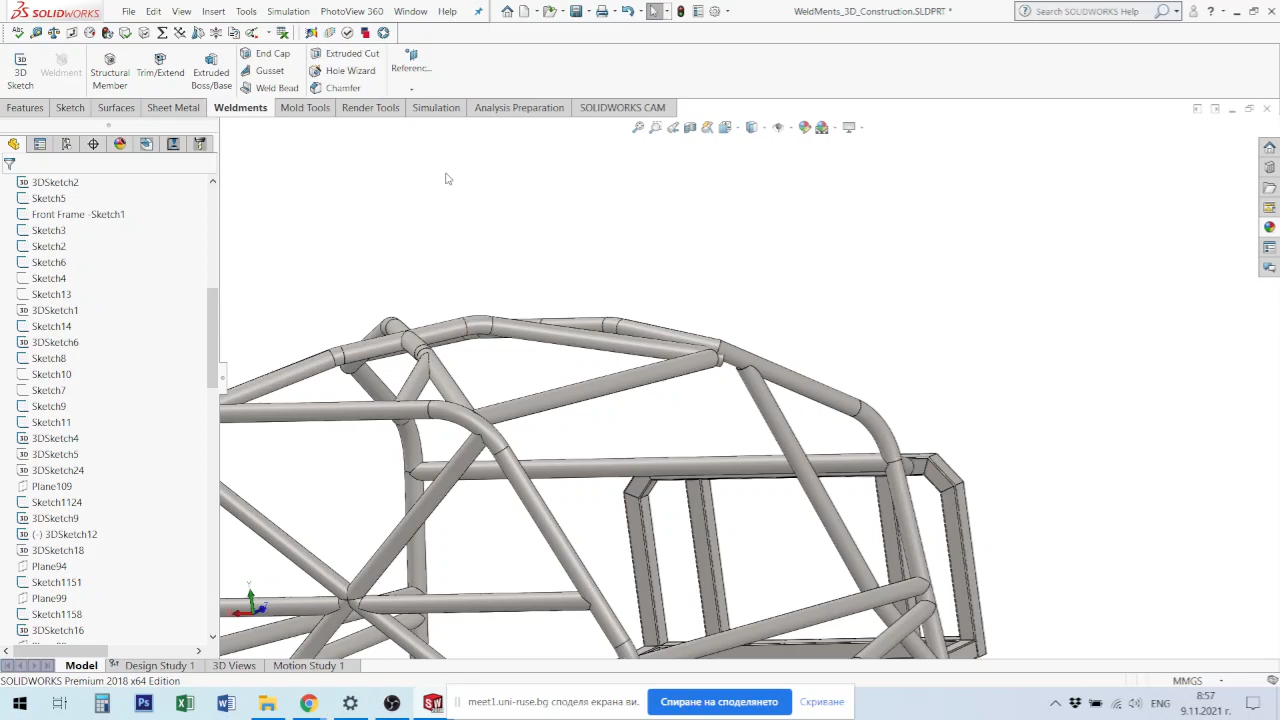 SOLIDWORKS File Edit View Insert Tools Simulation PhotoView 360 Window Help WeldMents_3D_Construction.SLDPRT * Search SOLIDWORKS Help
3D Sketch
Weldment
Structural Member
Trim/Extend
Extruded Boss/Base
End Cap
Gusset
Weld Bead
Extruded Cut
Hole Wizard
Chamfer
Referenc...
Features Sketch Surfaces Sheet Metal Weldments Mold Tools Render Tools Simulation Analysis Preparation SOLIDWORKS CAM
3DSketch2
Sketch5
Front Frame -Sketch1
Sketch3
Sketch2
Sketch6
Sketch4
Sketch13
3DSketch1
Sketch14
3DSketch6
Sketch8
Sketch10
Sketch7
Sketch9
Sketch11
3DSketch4
3DSketch5
3DSketch24
Plane109
Sketch1124
3DSketch9
(-) 3DSketch12
3DSketch18
Plane94
Sketch1151
Plane99
Sketch1158
3DSketch16
Model Design Study 1 3D Views Motion Study 1
SOLIDWORKS Premium 2018 x64 Edition MMGS
meet1.uni-ruse.bg споделя екрана ви. Спиране на споделянето Скриване
ЕНГ 8:57
9.11.2021 г.